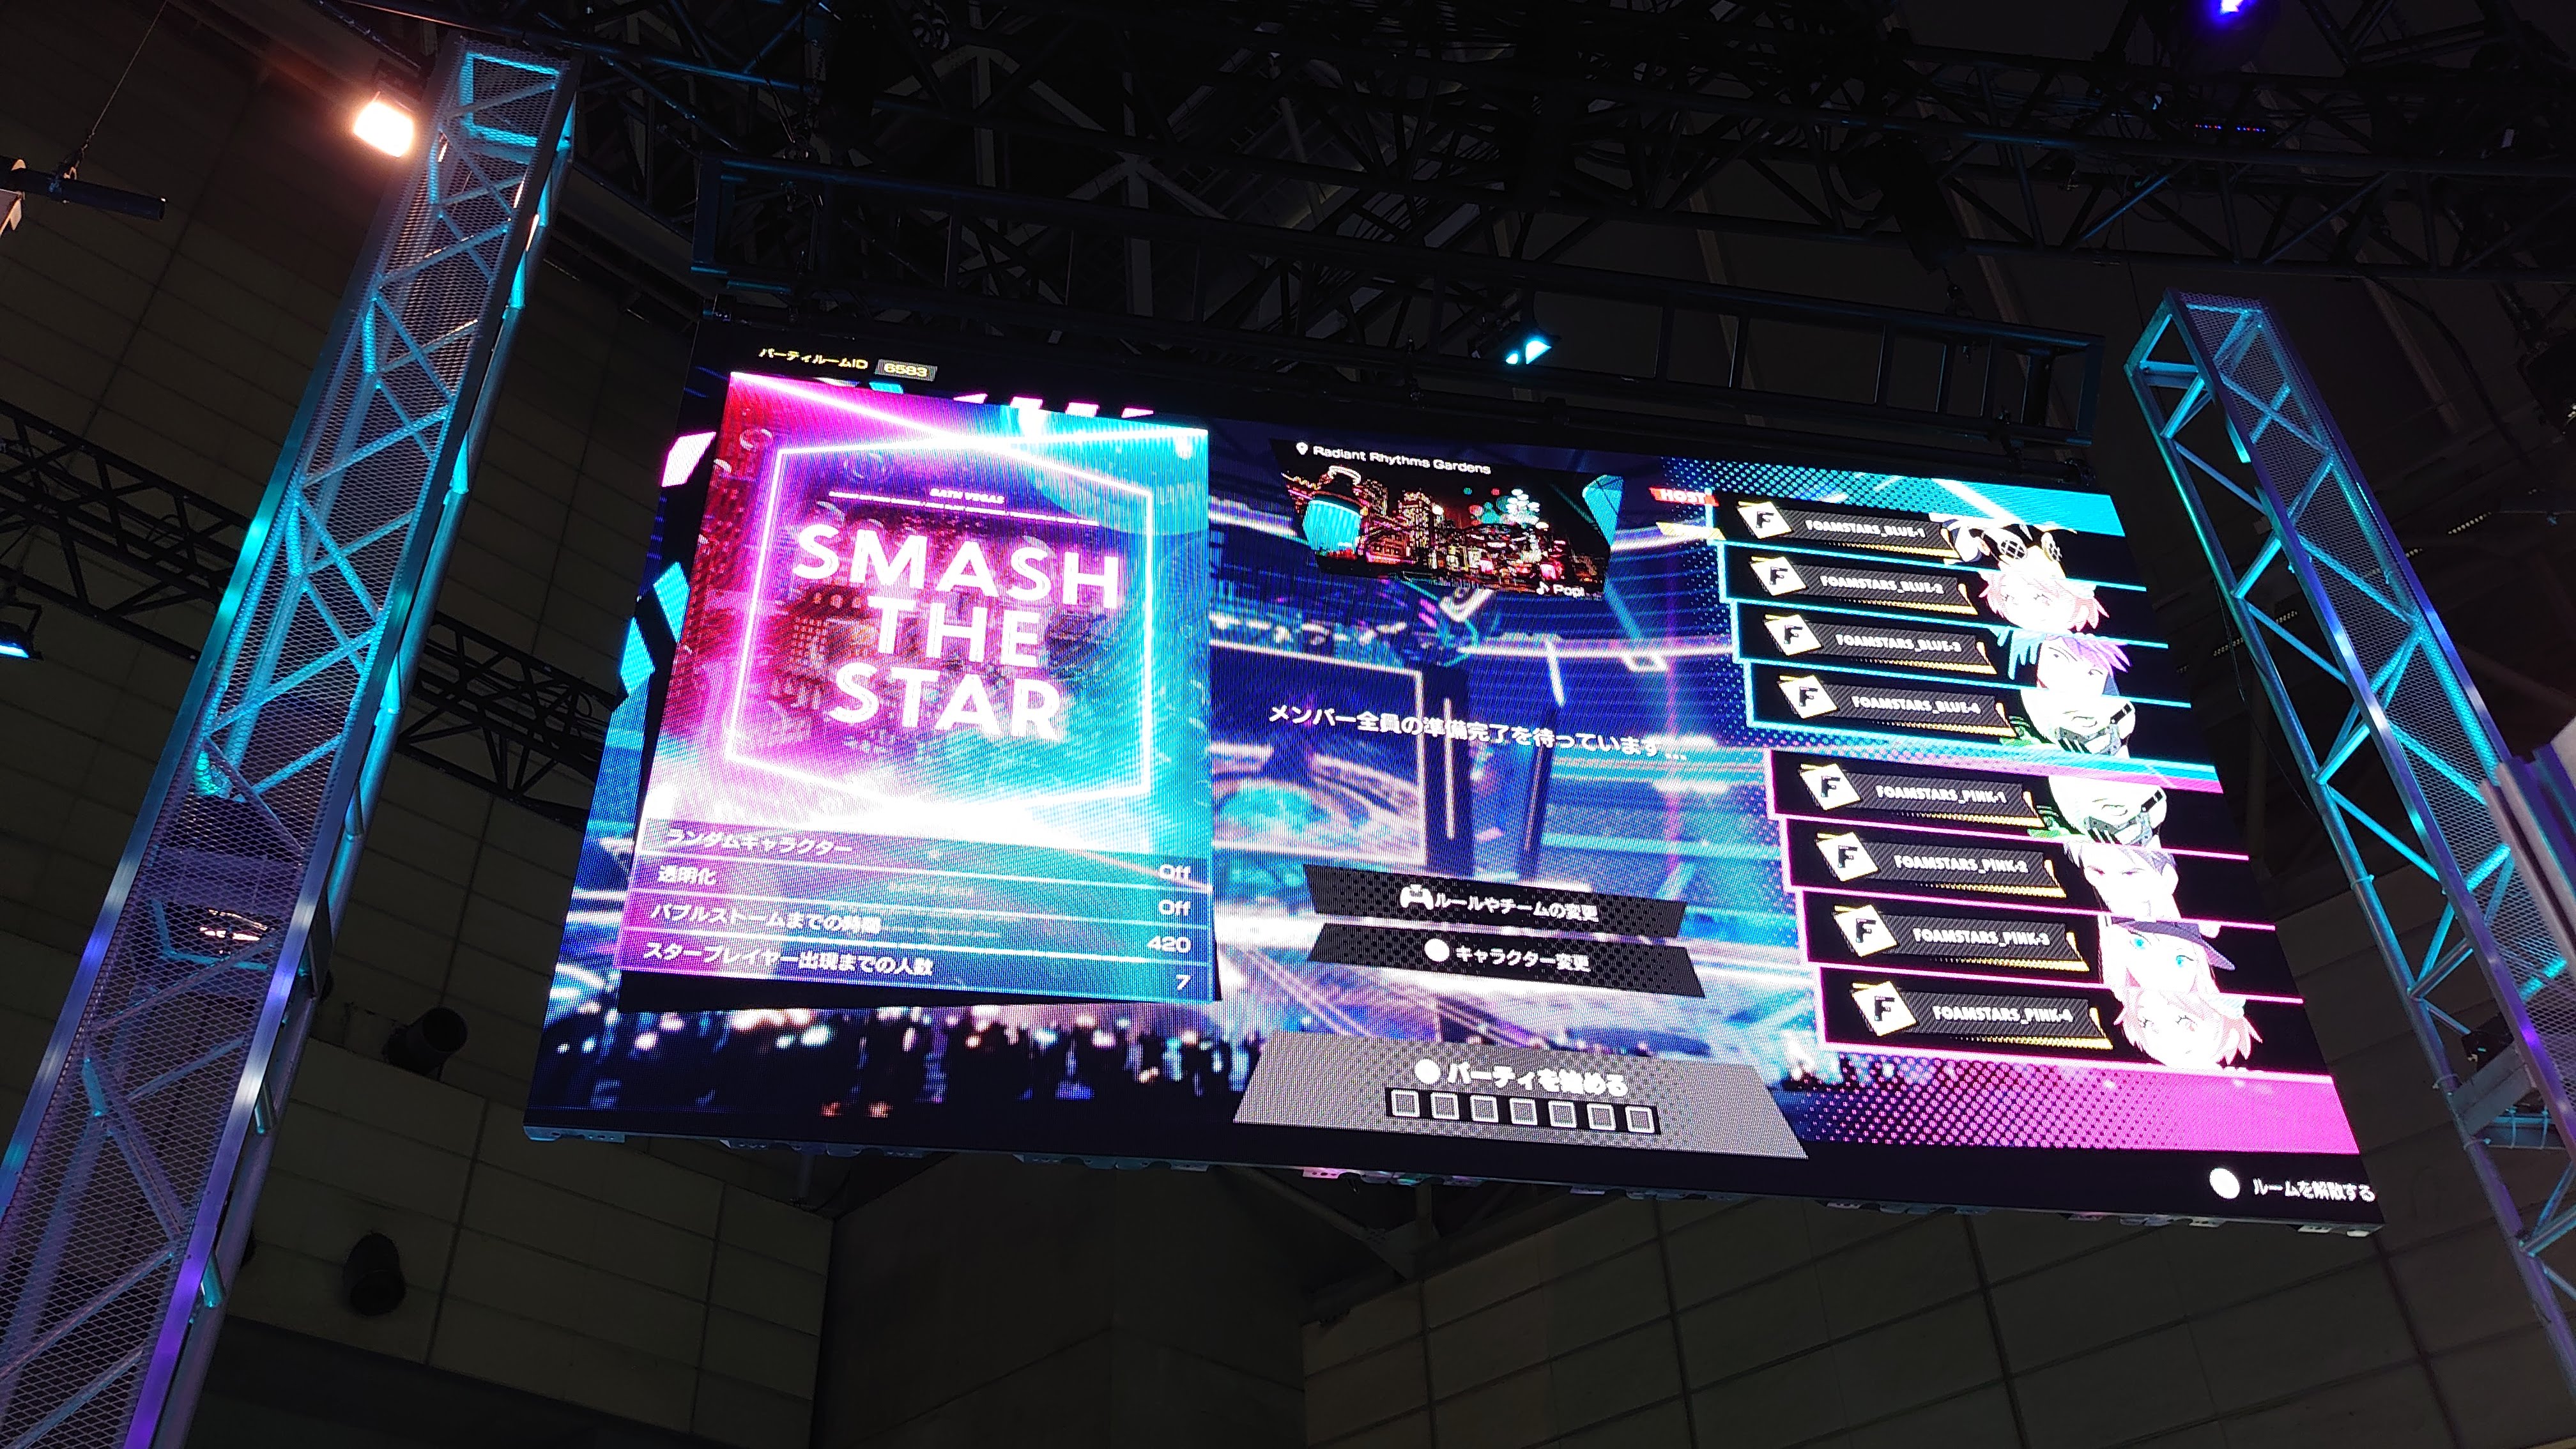 パーティルームID 6583
BATH VEGAS
SMASH
THE
STAR
ランダムキャラクター Off
透明化 Off
バブルストームまでの時間 420
スタープレイヤー出現までの人数 7
Radiant Rhythms Gardens
Pop!
メンバー全員の準備完了を待っています...
ルールやチームの変更
キャラクター変更
パーティを始める
HOST
FOAMSTARS_BLUE-1
FOAMSTARS_BLUE-2
FOAMSTARS_BLUE-3
FOAMSTARS_BLUE-4
FOAMSTARS_PINK-1
FOAMSTARS_PINK-2
FOAMSTARS_PINK-3
FOAMSTARS_PINK-4
ルームを解散する